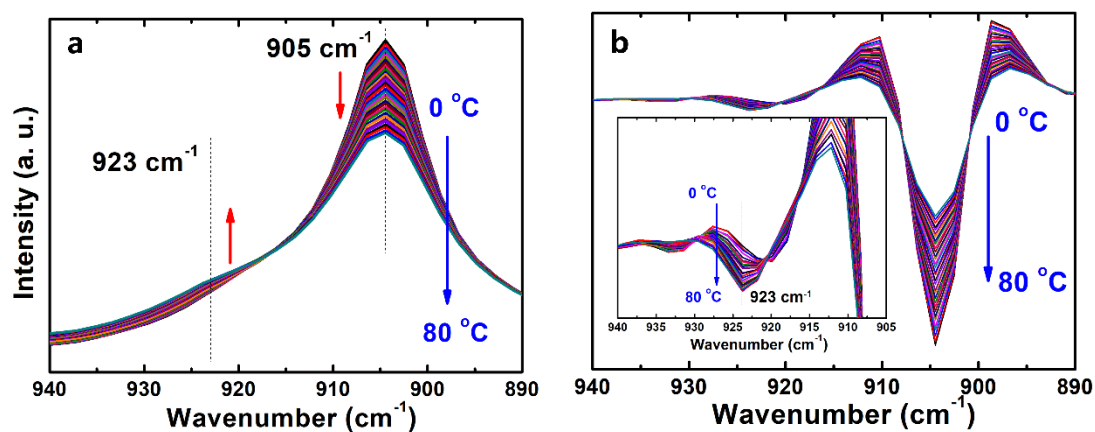 a
905 cm⁻¹
0 °C
923 cm⁻¹
80 °C
Intensity (a. u.)
940 930 920 910 900 890
Wavenumber (cm⁻¹)
b
0 °C
80 °C
0 °C
80 °C
923 cm⁻¹
940 935 930 925 920 915 910 905
Wavenumber (cm⁻¹)
940 930 920 910 900 890
Wavenumber (cm⁻¹)